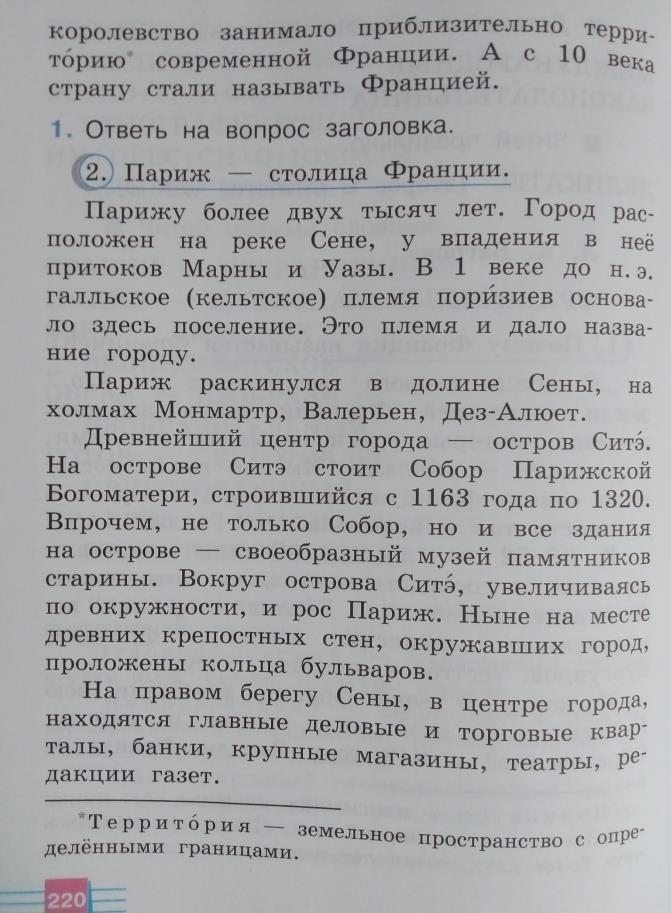 королевство занимало приблизительно терри-
то́рию* современной Франции. А с 10 века
страну стали называть Францией.
1. Ответь на вопрос заголовка.
2. Париж — столица Франции.
Парижу более двух тысяч лет. Город рас-
положен на реке Сене, у впадения в неё
притоков Марны и Уазы. В 1 веке до н. э.
галльское (кельтское) племя пори́зиев основа-
ло здесь поселение. Это племя и дало назва-
ние городу.
Париж раскинулся в долине Сены, на
холмах Монмартр, Валерьен, Дез-Алюет.
Древнейший центр города — остров Ситэ́.
На острове Ситэ стоит Собор Парижской
Богоматери, строившийся с 1163 года по 1320.
Впрочем, не только Собор, но и все здания
на острове — своеобразный музей памятников
старины. Вокруг острова Ситэ́, увеличиваясь
по окружности, и рос Париж. Ныне на месте
древних крепостных стен, окружавших город,
проложены кольца бульваров.
На правом берегу Сены, в центре города,
находятся главные деловые и торговые квар-
талы, банки, крупные магазины, театры, ре-
дакции газет.
*Террито́рия — земельное пространство с опре-
делёнными границами.
220